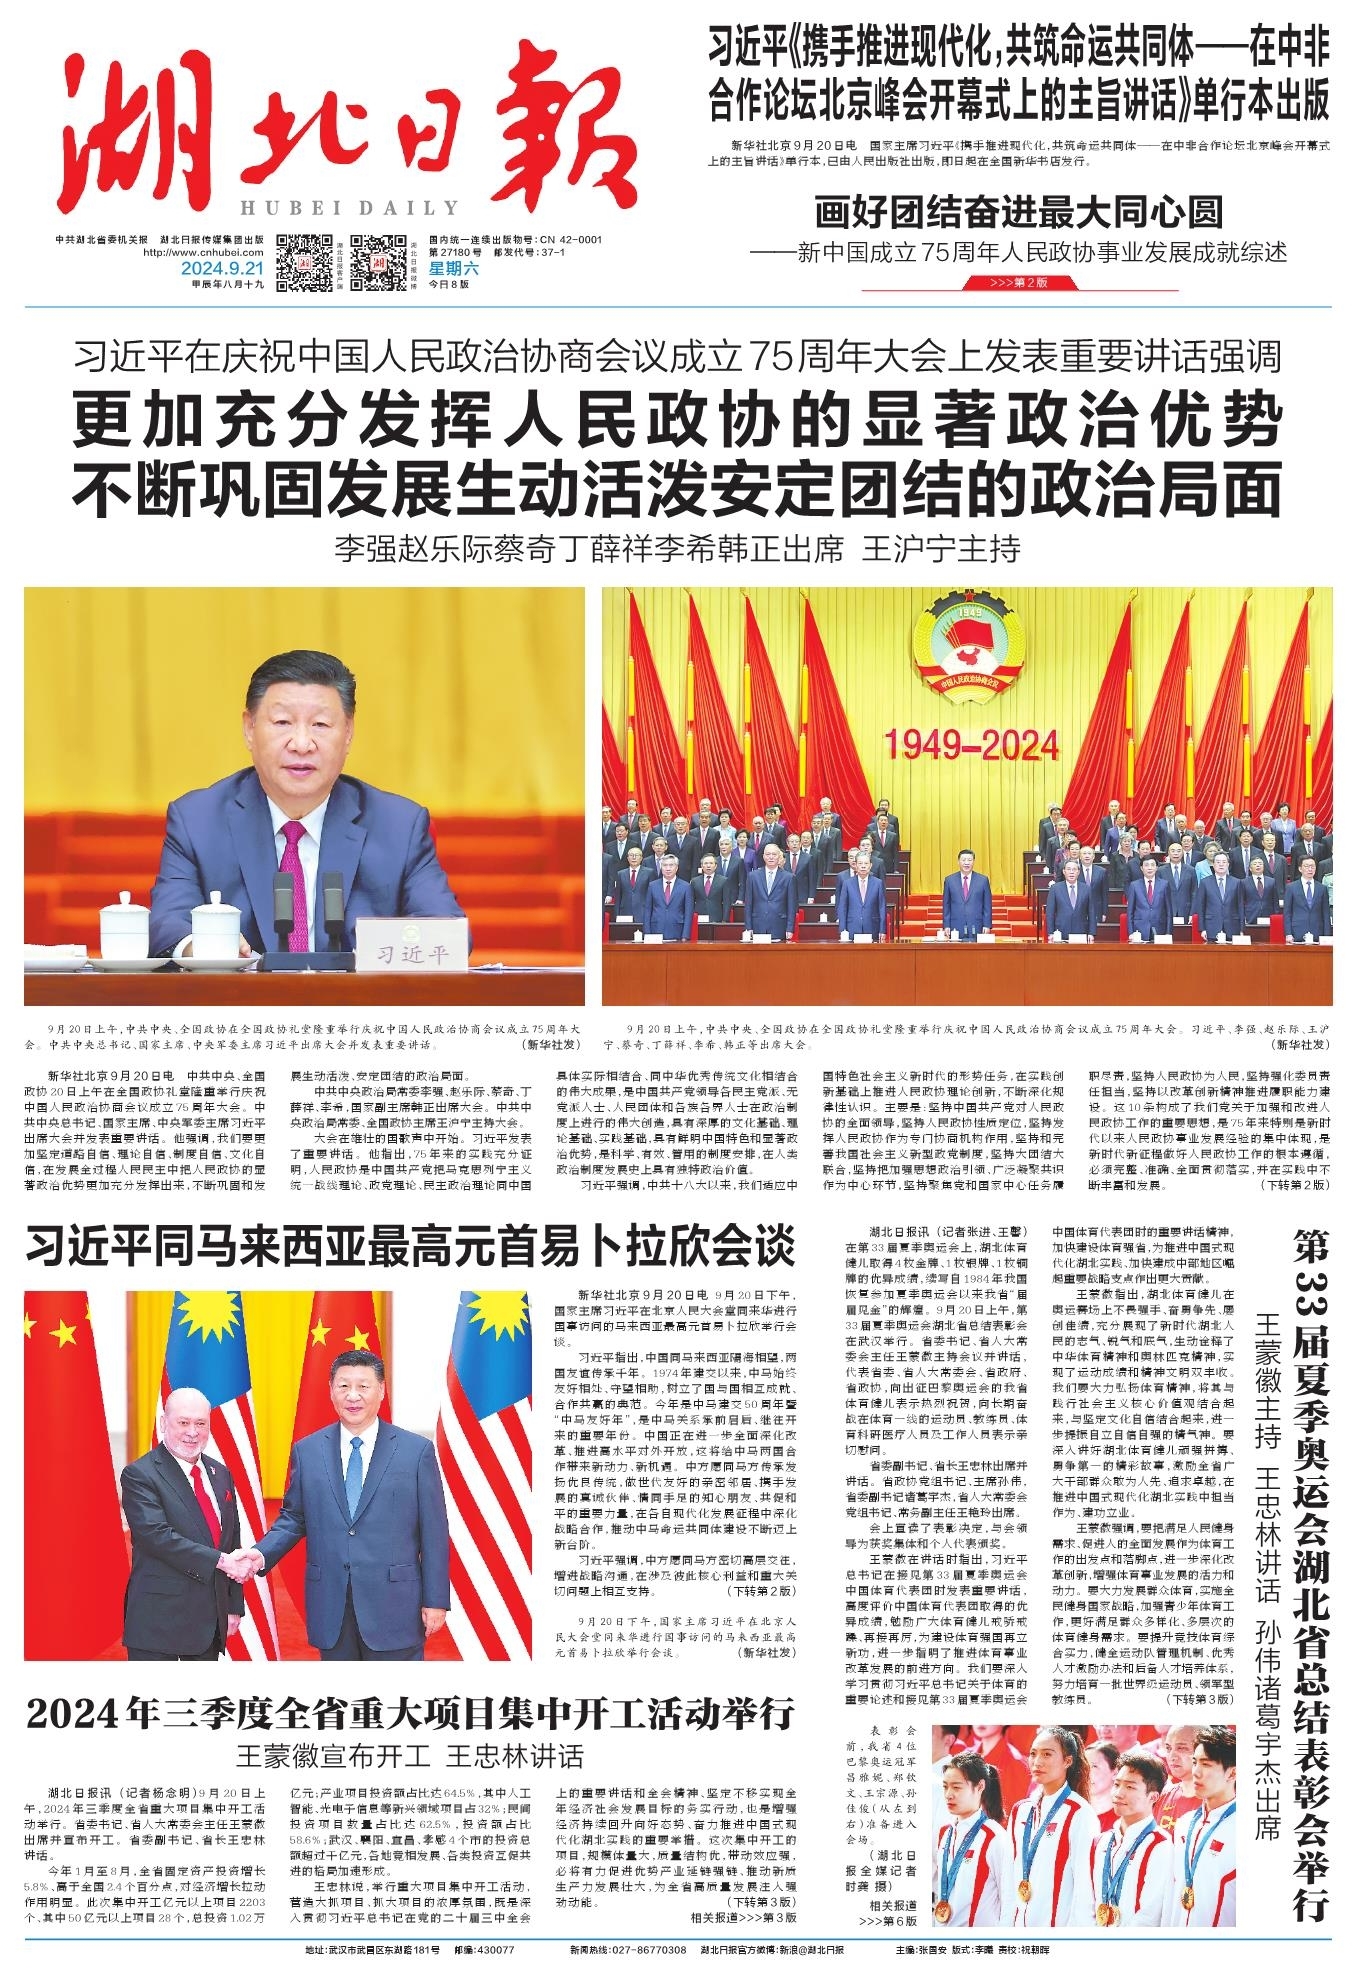 湖北日報
HUBEI DAILY
中共湖北省委机关报 湖北日报传媒集团出版
http://www.cnhubei.com
2024.9.21
甲辰年八月十九
湖北日报客户端
湖北日报微博
国内统一连续出版物号:CN 42-0001
第27180号 邮发代号:37-1
星期六
今日8版
习近平《携手推进现代化,共筑命运共同体——在中非
合作论坛北京峰会开幕式上的主旨讲话》单行本出版
新华社北京9月20日电 国家主席习近平《携手推进现代化,共筑命运共同体——在中非合作论坛北京峰会开幕式
上的主旨讲话》单行本,已由人民出版社出版,即日起在全国新华书店发行。
画好团结奋进最大同心圆
——新中国成立75周年人民政协事业发展成就综述
>>>第2版
习近平在庆祝中国人民政治协商会议成立75周年大会上发表重要讲话强调
更加充分发挥人民政协的显著政治优势
不断巩固发展生动活泼安定团结的政治局面
李强赵乐际蔡奇丁薛祥李希韩正出席 王沪宁主持
习近平
1949
中国人民政治协商会议
1949-2024
9月20日上午,中共中央、全国政协在全国政协礼堂隆重举行庆祝中国人民政治协商会议成立75周年大
会。中共中央总书记、国家主席、中央军委主席习近平出席大会并发表重要讲话。 (新华社发)
9月20日上午,中共中央、全国政协在全国政协礼堂隆重举行庆祝中国人民政治协商会议成立75周年大会。习近平、李强、赵乐际、王沪
宁、蔡奇、丁薛祥、李希、韩正等出席大会。 (新华社发)
新华社北京9月20日电 中共中央、全国
政协20日上午在全国政协礼堂隆重举行庆祝
中国人民政治协商会议成立75周年大会。中
共中央总书记、国家主席、中央军委主席习近平
出席大会并发表重要讲话。他强调,我们要更
加坚定道路自信、理论自信、制度自信、文化自
信,在发展全过程人民民主中把人民政协的显
著政治优势更加充分发挥出来,不断巩固和发
展生动活泼、安定团结的政治局面。
中共中央政治局常委李强、赵乐际、蔡奇、丁
薛祥、李希,国家副主席韩正出席大会。中共中
央政治局常委、全国政协主席王沪宁主持大会。
大会在雄壮的国歌声中开始。习近平发表
了重要讲话。他指出,75年来的实践充分证
明,人民政协是中国共产党把马克思列宁主义
统一战线理论、政党理论、民主政治理论同中国
具体实际相结合、同中华优秀传统文化相结合
的伟大成果,是中国共产党领导各民主党派、无
党派人士、人民团体和各族各界人士在政治制
度上进行的伟大创造,具有深厚的文化基础、理
论基础、实践基础,具有鲜明中国特色和显著政
治优势,是科学、有效、管用的制度安排,在人类
政治制度发展史上具有独特政治价值。
习近平强调,中共十八大以来,我们适应中
国特色社会主义新时代的形势任务,在实践创
新基础上推进人民政协理论创新,不断深化规
律性认识。主要是:坚持中国共产党对人民政
协的全面领导,坚持人民政协性质定位,坚持发
挥人民政协作为专门协商机构作用,坚持和完
善我国社会主义新型政党制度,坚持大团结大
联合,坚持把加强思想政治引领、广泛凝聚共识
作为中心环节,坚持聚焦党和国家中心任务履
职尽责,坚持人民政协为人民,坚持强化委员责
任担当,坚持以改革创新精神推进履职能力建
设。这10条构成了我们党关于加强和改进人
民政协工作的重要思想,是75年来特别是新时
代以来人民政协事业发展经验的集中体现,是
新时代新征程做好人民政协工作的根本遵循,
必须完整、准确、全面贯彻落实,并在实践中不
断丰富和发展。 (下转第2版)
习近平同马来西亚最高元首易卜拉欣会谈
新华社北京9月20日电 9月20日下午,
国家主席习近平在北京人民大会堂同来华进行
国事访问的马来西亚最高元首易卜拉欣举行会
谈。
习近平指出,中国同马来西亚隔海相望,两
国友谊传承千年。1974年建交以来,中马始终
友好相处、守望相助,树立了国与国相互成就、
合作共赢的典范。今年是中马建交50周年暨
“中马友好年”,是中马关系承前启后、继往开
来的重要年份。中国正在进一步全面深化改
革、推进高水平对外开放,这将给中马两国合
作带来新动力、新机遇。中方愿同马方传承发
扬优良传统,做世代友好的亲密邻居、携手发
展的真诚伙伴、情同手足的知心朋友、共促和
平的重要力量,在各自现代化发展征程中深化
战略合作,推动中马命运共同体建设不断迈上
新台阶。
习近平强调,中方愿同马方密切高层交往,
增进战略沟通,在涉及彼此核心利益和重大关
切问题上相互支持。 (下转第2版)
9月20日下午,国家主席习近平在北京人
民大会堂同来华进行国事访问的马来西亚最高
元首易卜拉欣举行会谈。 (新华社发)
2024年三季度全省重大项目集中开工活动举行
王蒙徽宣布开工 王忠林讲话
湖北日报讯 (记者杨念明)9月20日上
午,2024年三季度全省重大项目集中开工活
动举行。省委书记、省人大常委会主任王蒙徽
出席并宣布开工。省委副书记、省长王忠林
讲话。
今年1月至8月,全省固定资产投资增长
5.8%、高于全国2.4个百分点,对经济增长拉动
作用明显。此次集中开工亿元以上项目2203
个、其中50亿元以上项目28个,总投资1.02万
亿元;产业项目投资额占比达64.5%,其中人工
智能、光电子信息等新兴领域项目占32%;民间
投资项目数量占比达62.5%,投资额占比
58.6%;武汉、襄阳、宜昌、孝感4个市的投资总
额超过千亿元,各地竞相发展、各类投资互促共
进的格局加速形成。
王忠林说,举行重大项目集中开工活动,
营造大抓项目、抓大项目的浓厚氛围,既是深
入贯彻习近平总书记在党的二十届三中全会
上的重要讲话和全会精神、坚定不移实现全
年经济社会发展目标的务实行动,也是增强
经济持续回升向好态势、奋力推进中国式现
代化湖北实践的重要举措。这次集中开工的
项目,规模体量大,质量结构优,带动效应强,
必将有力促进优势产业延链强链、推动新质
生产力发展壮大,为全省高质量发展注入强
劲动能。 (下转第3版)
相关报道>>>第3版
第33届夏季奥运会湖北省总结表彰会举行
王蒙徽主持 王忠林讲话 孙伟诸葛宇杰出席
湖北日报讯 (记者张进、王馨)
在第33届夏季奥运会上,湖北体育
健儿取得4枚金牌、1枚银牌、1枚铜
牌的优异成绩,续写自1984年我国
恢复参加夏季奥运会以来我省“届
届见金”的辉煌。9月20日上午,第
33届夏季奥运会湖北省总结表彰会
在武汉举行。省委书记、省人大常
委会主任王蒙徽主持会议并讲话,
代表省委、省人大常委会、省政府、
省政协,向出征巴黎奥运会的我省
体育健儿表示热烈祝贺,向长期奋
战在体育一线的运动员、教练员、体
育科研医疗人员及工作人员表示亲
切慰问。
省委副书记、省长王忠林出席并
讲话。省政协党组书记、主席孙伟,
省委副书记诸葛宇杰,省人大常委会
党组书记、常务副主任王艳玲出席。
会上宣读了表彰决定,与会领
导为获奖集体和个人代表颁奖。
王蒙徽在讲话时指出,习近平
总书记在接见第33届夏季奥运会
中国体育代表团时发表重要讲话,
高度评价中国体育代表团取得的优
异成绩,勉励广大体育健儿戒骄戒
躁、再接再厉,为建设体育强国再立
新功,进一步指明了推进体育事业
改革发展的前进方向。我们要深入
学习贯彻习近平总书记关于体育的
重要论述和接见第33届夏季奥运会
中国体育代表团时的重要讲话精神,
加快建设体育强省,为推进中国式现
代化湖北实践、加快建成中部地区崛
起重要战略支点作出更大贡献。
王蒙徽指出,湖北体育健儿在
奥运赛场上不畏强手、奋勇争先、屡
创佳绩,充分展现了新时代湖北人
民的志气、锐气和底气,生动诠释了
中华体育精神和奥林匹克精神,实
现了运动成绩和精神文明双丰收。
我们要大力弘扬体育精神,将其与
践行社会主义核心价值观结合起
来,与坚定文化自信结合起来,进一
步提振自立自信自强的精气神。要
深入讲好湖北体育健儿顽强拼搏、
勇争第一的精彩故事,激励全省广
大干部群众敢为人先、追求卓越,在
推进中国式现代化湖北实践中担当
作为、建功立业。
王蒙徽强调,要把满足人民健身
需求、促进人的全面发展作为体育工
作的出发点和落脚点,进一步深化改
革创新,增强体育事业发展的活力和
动力。要大力发展群众体育,实施全
民健身国家战略,加强青少年体育工
作,更好满足群众多样化、多层次的
体育健身需求。要提升竞技体育综
合实力,健全运动队管理机制、优秀
人才激励办法和后备人才培养体系,
努力培育一批世界级运动员、领军型
教练员。 (下转第3版)
表彰会
前,我省4位
巴黎奥运冠军
昌雅妮、郑钦
文、王宗源、孙
佳俊(从左到
右)准备进入
会场。
(湖北日
报全媒记者
时龚 摄)
相关报道
>>>第6版
地址:武汉市武昌区东湖路181号 邮编:430077 新闻热线:027-86770308 湖北日报官方微博:新浪@湖北日报 主编:张国安 版式:李曦 责校:祝朝晖